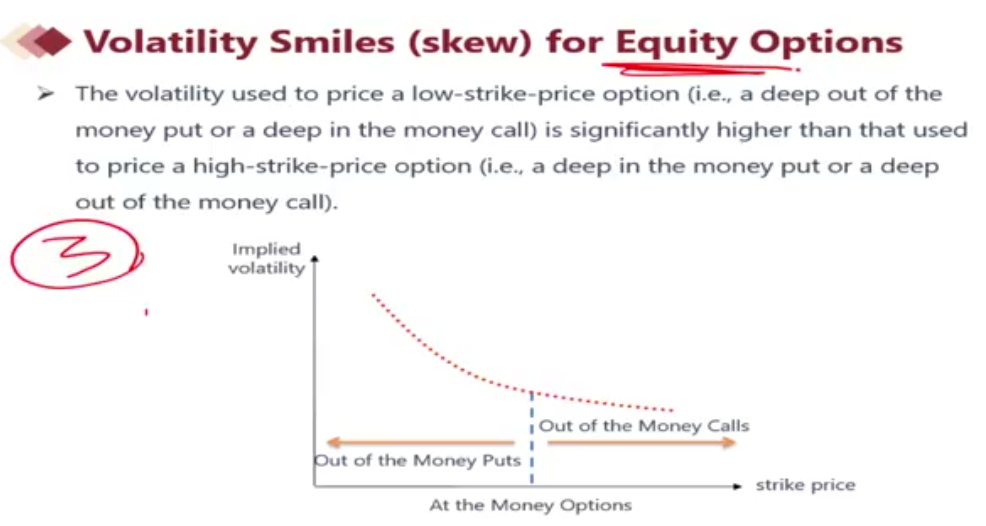 Volatility Smiles (skew) for Equity Options
➢ The volatility used to price a low-strike-price option (i.e., a deep out of the
money put or a deep in the money call) is significantly higher than that used
to price a high-strike-price option (i.e., a deep in the money put or a deep
out of the money call).
3
Implied
volatility
Out of the Money Calls
Out of the Money Puts
strike price
At the Money Options